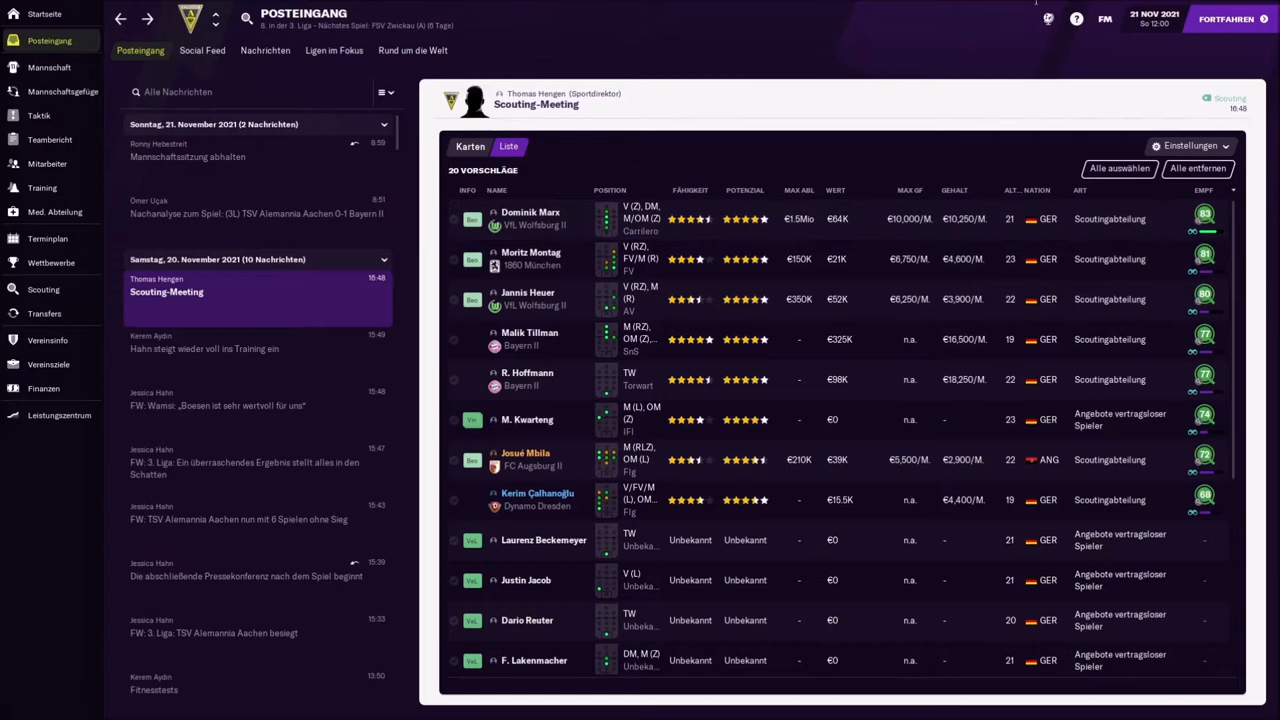 Startseite
Posteingang
Mannschaft
Mannschaftsgefüge
Taktik
Teambericht
Mitarbeiter
Training
Med. Abteilung
Terminplan
Wettbewerbe
Scouting
Transfers
Vereinsinfo
Vereinsziele
Finanzen
Leistungszentrum
POSTEINGANG
8. in der 3. Liga - Nächstes Spiel: FSV Zwickau (A) (6 Tage)
FM
21 NOV 2021
So 12:00
FORTFAHREN
Posteingang Social Feed Nachrichten Ligen im Fokus Rund um die Welt
Alle Nachrichten
Sonntag, 21. November 2021 (2 Nachrichten)
Ronny Hebestreit 8:59
Mannschaftssitzung abhalten
Ömer Uçak 8:51
Nachanalyse zum Spiel: (3L) TSV Alemannia Aachen 0-1 Bayern II
Samstag, 20. November 2021 (10 Nachrichten)
Thomas Hengen 16:48
Scouting-Meeting
Kerem Aydın 15:49
Hahn steigt wieder voll ins Training ein
Jessica Hahn 15:48
FW: Wamsi: „Boesen ist sehr wertvoll für uns“
Jessica Hahn 15:47
FW: 3. Liga: Ein überraschendes Ergebnis stellt alles in den
Schatten
Jessica Hahn 15:43
FW: TSV Alemannia Aachen nun mit 6 Spielen ohne Sieg
Jessica Hahn 15:39
Die abschließende Pressekonferenz nach dem Spiel beginnt
Jessica Hahn 15:33
FW: 3. Liga: TSV Alemannia Aachen besiegt
Kerem Aydın 13:50
Fitnesstests
Thomas Hengen (Sportdirektor)
Scouting-Meeting
Scouting
16:48
Karten Liste
Einstellungen
20 VORSCHLÄGE
Alle auswählen Alle entfernen
INFO NAME POSITION FÄHIGKEIT POTENZIAL MAX ABL WERT MAX GF GEHALT ALT... NATION ART EMPF
Beo Dominik Marx VfL Wolfsburg II V (Z), DM, M/OM (Z) Carrilero €1.5Mio €64K €10,000/M. €10,250/M. 21 GER Scoutingabteilung 83
Beo Moritz Montag 1860 München V (RZ), FV/M (R) FV €150K €21K €6,750/M. €4,600/M. 23 GER Scoutingabteilung 81
Beo Jannis Heuer VfL Wolfsburg II V (RZ), M (R) AV €350K €52K €6,250/M. €3,900/M. 22 GER Scoutingabteilung 80
Malik Tillman Bayern II M (RZ), OM (Z),... SnS - €325K n.a. €16,500/M. 19 GER Scoutingabteilung 77
R. Hoffmann Bayern II TW Torwart - €98K n.a. €18,250/M. 22 GER Scoutingabteilung 77
Ver M. Kwarteng M (L), OM (Z) IFl - €0 n.a. - 23 GER Angebote vertragsloser Spieler 74
Beo Josué Mbila FC Augsburg II M (RLZ), OM (L) Flg €210K €39K €5,500/M. €2,900/M. 22 ANG Scoutingabteilung 72
Kerim Çalhanoğlu Dynamo Dresden V/FV/M (L), OM... Flg - €15.5K n.a. €4,400/M. 19 GER Scoutingabteilung 68
VeL Laurenz Beckemeyer TW Unbeka... Unbekannt Unbekannt - €0 n.a. - 21 GER Angebote vertragsloser Spieler -
VeL Justin Jacob V (L) Unbeka... Unbekannt Unbekannt - €0 n.a. - 21 GER Angebote vertragsloser Spieler -
VeL Dario Reuter TW Unbeka... Unbekannt Unbekannt - €0 n.a. - 20 GER Angebote vertragsloser Spieler -
VeL F. Lakenmacher DM, M (Z) Unbeka... Unbekannt Unbekannt - €0 n.a. - 21 GER Angebote vertragsloser Spieler -